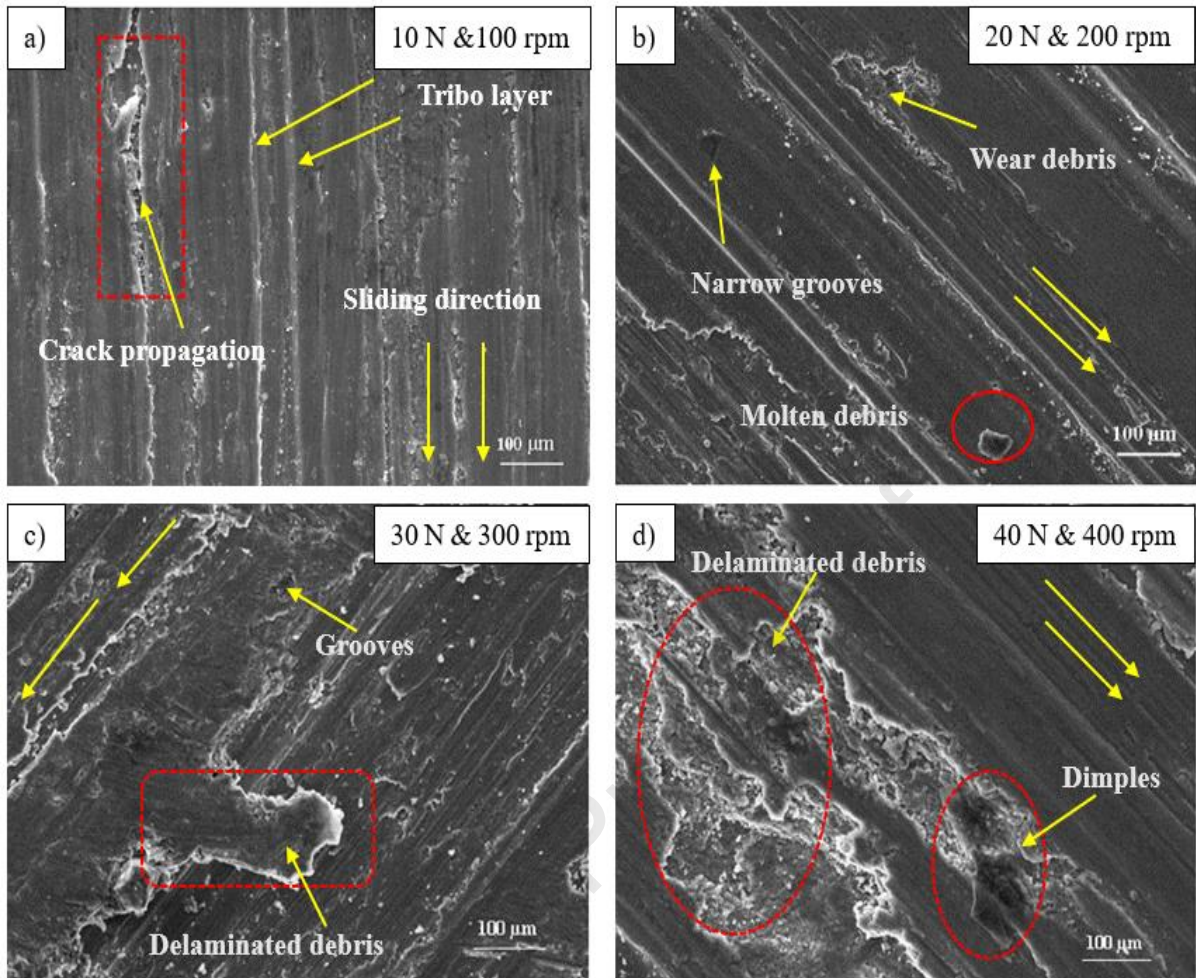 a)
10 N &100 rpm
Tribo layer
Sliding direction
Crack propagation
100 μm
b)
20 N & 200 rpm
Wear debris
Narrow grooves
Molten debris
100 μm
c)
30 N & 300 rpm
Grooves
Delaminated debris
100 μm
d)
40 N & 400 rpm
Delaminated debris
Dimples
100 μm